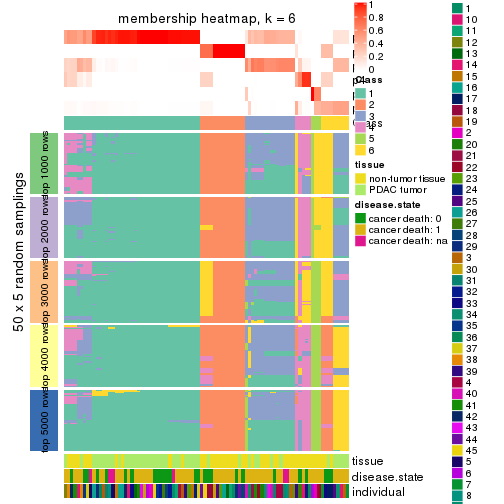 membership heatmap, k = 6
50 x 5 random samplings
top 1000 rows
top 2000 rows
top 3000 rows
top 4000 rows
top 5000 rows
1
0.8
0.6
0.4
0.2
0
Class
Class
1
2
3
4
5
6
tissue
non-tumor tissue
PDAC tumor
disease.state
cancer death: 0
cancer death: 1
cancer death: na
tissue
disease.state
individual
1
10
11
12
13
14
15
16
17
18
19
2
20
21
22
23
24
25
26
27
28
29
3
30
31
32
33
34
35
36
37
38
39
4
40
41
42
43
44
45
5
6
7
8